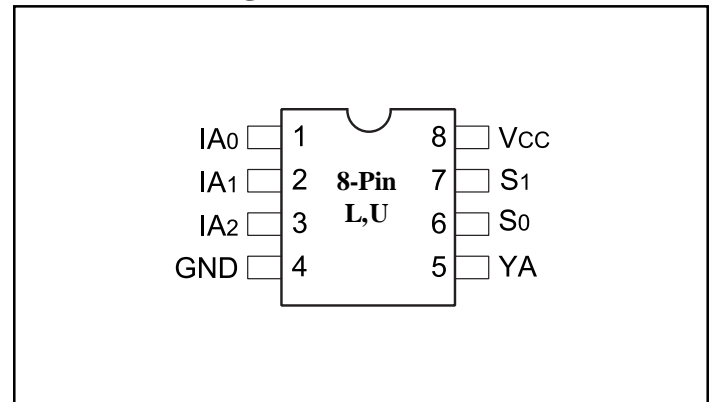 IA0 1 8 VCC
IA1 2 8-Pin 7 S1
IA2 3 L,U 6 S0
GND 4 5 YA